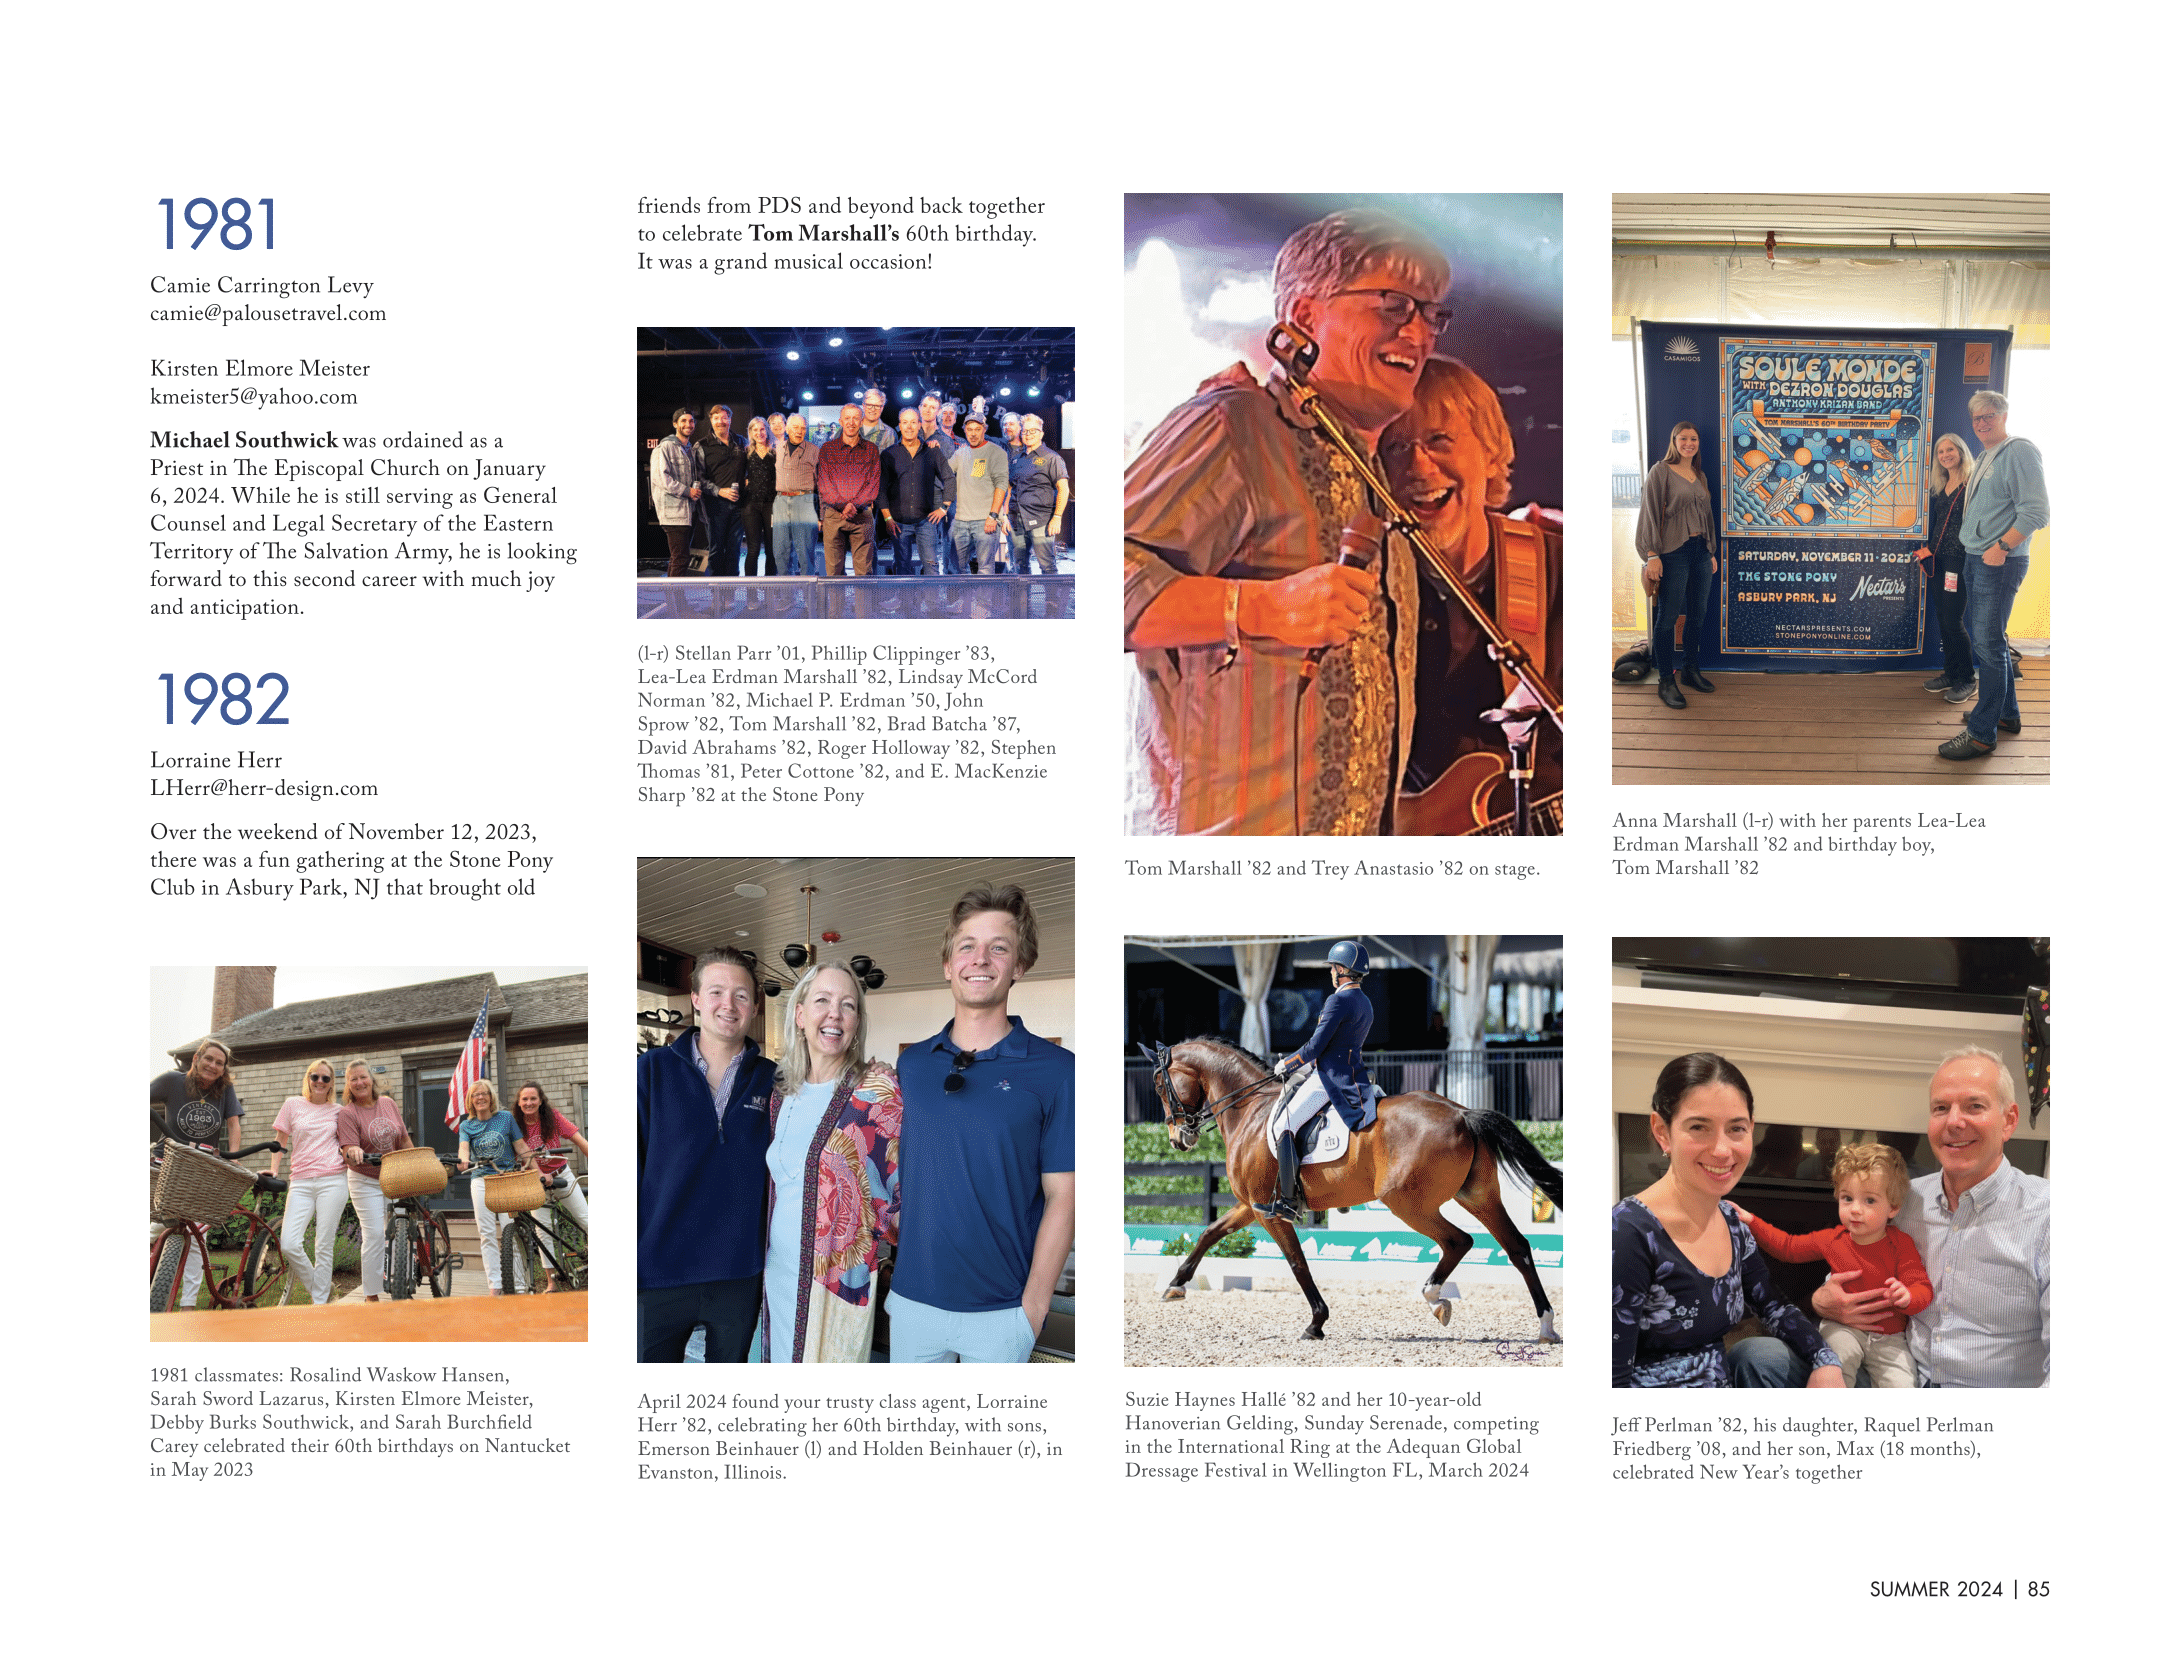 1981
Camie Carrington Levy
camie@palousetravel.com
Kirsten Elmore Meister
kmeister5@yahoo.com
Michael Southwick was ordained as a
Priest in The Episcopal Church on January
6, 2024. While he is still serving as General
Counsel and Legal Secretary of the Eastern
Territory of The Salvation Army, he is looking
forward to this second career with much joy
and anticipation.
1982
Lorraine Herr
LHerr@herr-design.com
Over the weekend of November 12, 2023,
there was a fun gathering at the Stone Pony
Club in Asbury Park, NJ that brought old
1963
1963
1981 classmates: Rosalind Waskow Hansen,
Sarah Sword Lazarus, Kirsten Elmore Meister,
Debby Burks Southwick, and Sarah Burchfield
Carey celebrated their 60th birthdays on Nantucket
in May 2023
friends from PDS and beyond back together
to celebrate Tom Marshall’s 60th birthday.
It was a grand musical occasion!
(l-r) Stellan Parr ’01, Phillip Clippinger ’83,
Lea-Lea Erdman Marshall ’82, Lindsay McCord
Norman ’82, Michael P. Erdman ’50, John
Sprow ’82, Tom Marshall ’82, Brad Batcha ’87,
David Abrahams ’82, Roger Holloway ’82, Stephen
Thomas ’81, Peter Cottone ’82, and E. MacKenzie
Sharp ’82 at the Stone Pony
April 2024 found your trusty class agent, Lorraine
Herr ’82, celebrating her 60th birthday, with sons,
Emerson Beinhauer (l) and Holden Beinhauer (r), in
Evanston, Illinois.
Tom Marshall ’82 and Trey Anastasio ’82 on stage.
Suzie Haynes Hallé ’82 and her 10-year-old
Hanoverian Gelding, Sunday Serenade, competing
in the International Ring at the Adequan Global
Dressage Festival in Wellington FL, March 2024
CASAMIGOS
B
SOULE MONDE
WITH DEZRON DOUGLAS
ANTHONY KRIZAN BAND
TOM MARSHALL'S 60TH BIRTHDAY PARTY
SATURDAY, NOVEMBER 11 · 2023
THE STONE PONY
ASBURY PARK, NJ
Nectar's
PRESENTS
NECTARSPRESENTS.COM
STONEPONYONLINE.COM
Anna Marshall (l-r) with her parents Lea-Lea
Erdman Marshall ’82 and birthday boy,
Tom Marshall ’82
Jeff Perlman ’82, his daughter, Raquel Perlman
Friedberg ’08, and her son, Max (18 months),
celebrated New Year’s together
SUMMER 2024 | 85